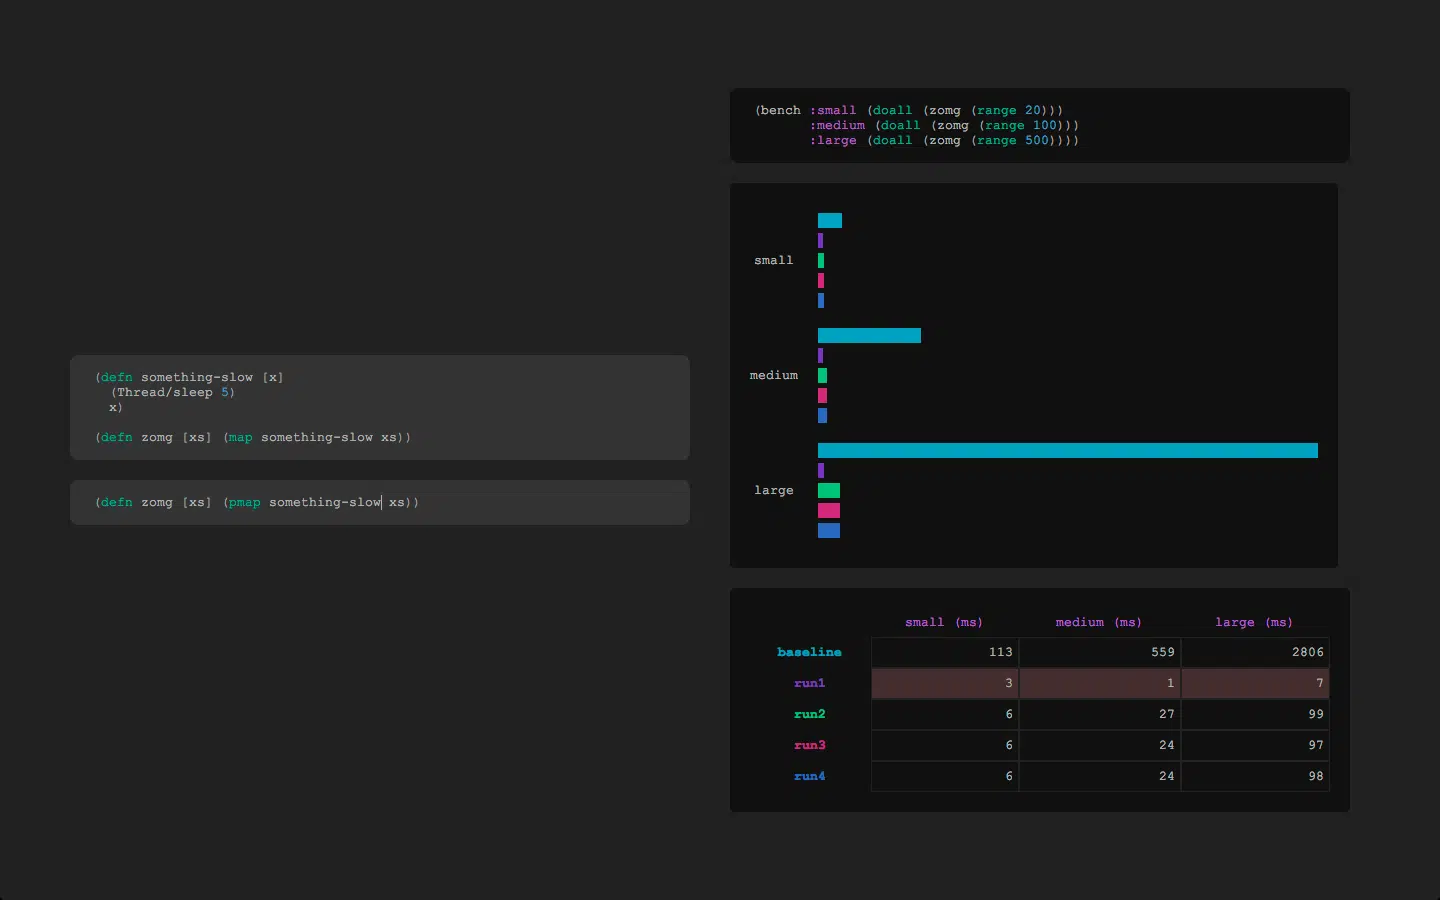 (defn something-slow [x]
  (Thread/sleep 5)
  x)
(defn zomg [xs] (map something-slow xs))
(defn zomg [xs] (pmap something-slow xs))
(bench :small (doall (zomg (range 20)))
       :medium (doall (zomg (range 100)))
       :large (doall (zomg (range 500))))
small
medium
large
small (ms) medium (ms) large (ms)
baseline 113 559 2806
run1 3 1 7
run2 6 27 99
run3 6 24 97
run4 6 24 98